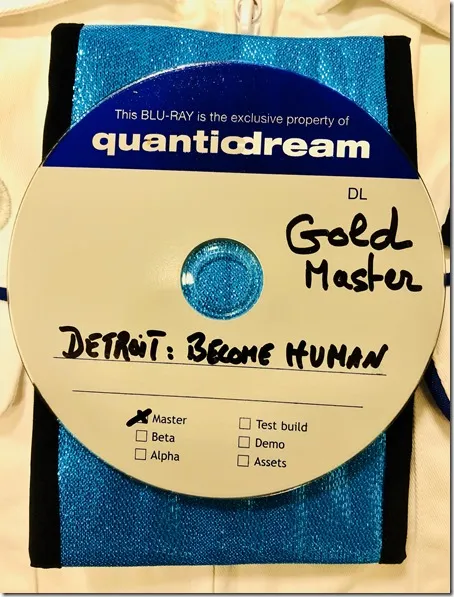 This BLU-RAY is the exclusive property of
quanticdream
DL
Gold
Master
DETROIT: BECOME HUMAN
Master
Beta
Alpha
Test build
Demo
Assets